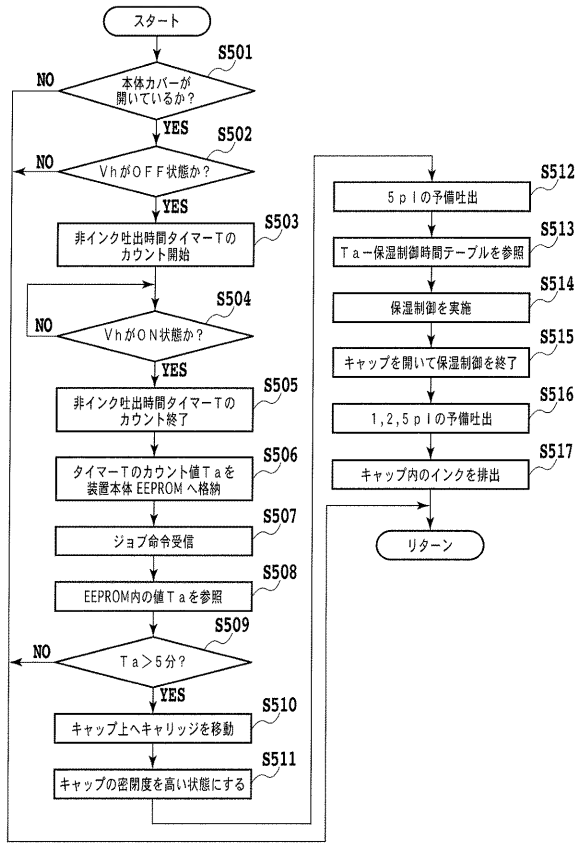 スタート
S501
本体カバーが
開いているか？
NO
YES
S502
VhがOFF状態か？
NO
YES
S503
非インク吐出時間タイマーTの
カウント開始
S504
VhがON状態か？
NO
YES
S505
非インク吐出時間タイマーTの
カウント終了
S506
タイマーTのカウント値Taを
装置本体EEPROMへ格納
S507
ジョブ命令受信
S508
EEPROM内の値Taを参照
S509
Ta＞5分？
NO
YES
S510
キャップ上へキャリッジを移動
S511
キャップの密閉度を高い状態にする
S512
5plの予備吐出
S513
Ta－保湿制御時間テーブルを参照
S514
保湿制御を実施
S515
キャップを開いて保湿制御を終了
S516
1,2,5plの予備吐出
S517
キャップ内のインクを排出
リターン